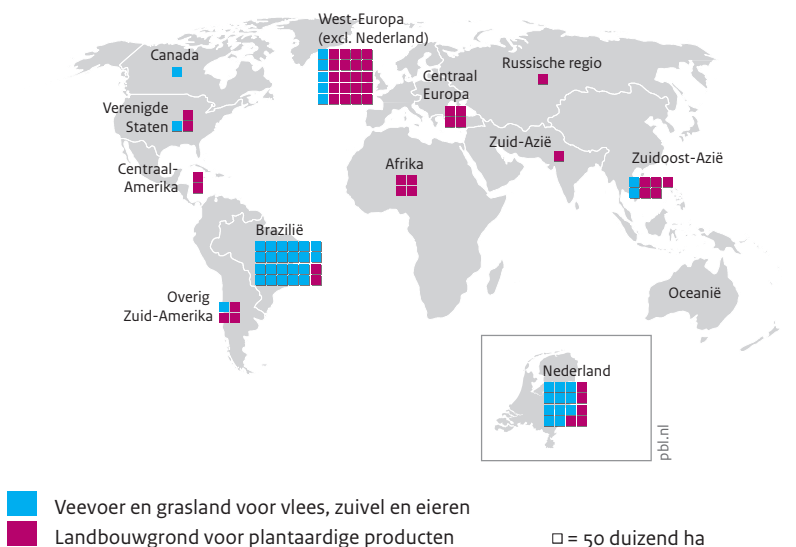 West-Europa
(excl. Nederland)
Canada
Centraal
Europa
Russische regio
Verenigde
Staten
Zuid-Azië
Zuidoost-Azië
Centraal-
Amerika
Afrika
Brazilië
Overig
Zuid-Amerika
Oceanië
Nederland
pbl.nl
Veevoer en grasland voor vlees, zuivel en eieren
Landbouwgrond voor plantaardige producten
= 50 duizend ha